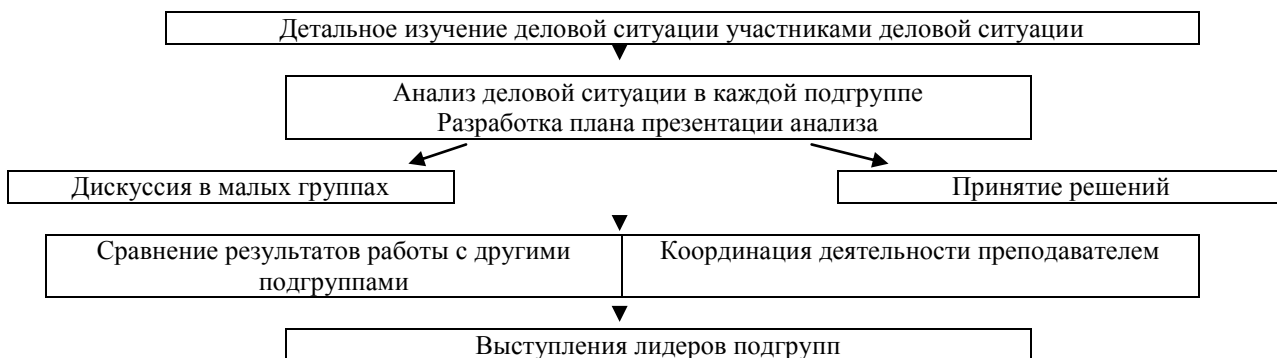 Детальное изучение деловой ситуации участниками деловой ситуации
Анализ деловой ситуации в каждой подгруппе
Разработка плана презентации анализа
Дискуссия в малых группах
Принятие решений
Сравнение результатов работы с другими
подгруппами
Координация деятельности преподавателем
Выступления лидеров подгрупп